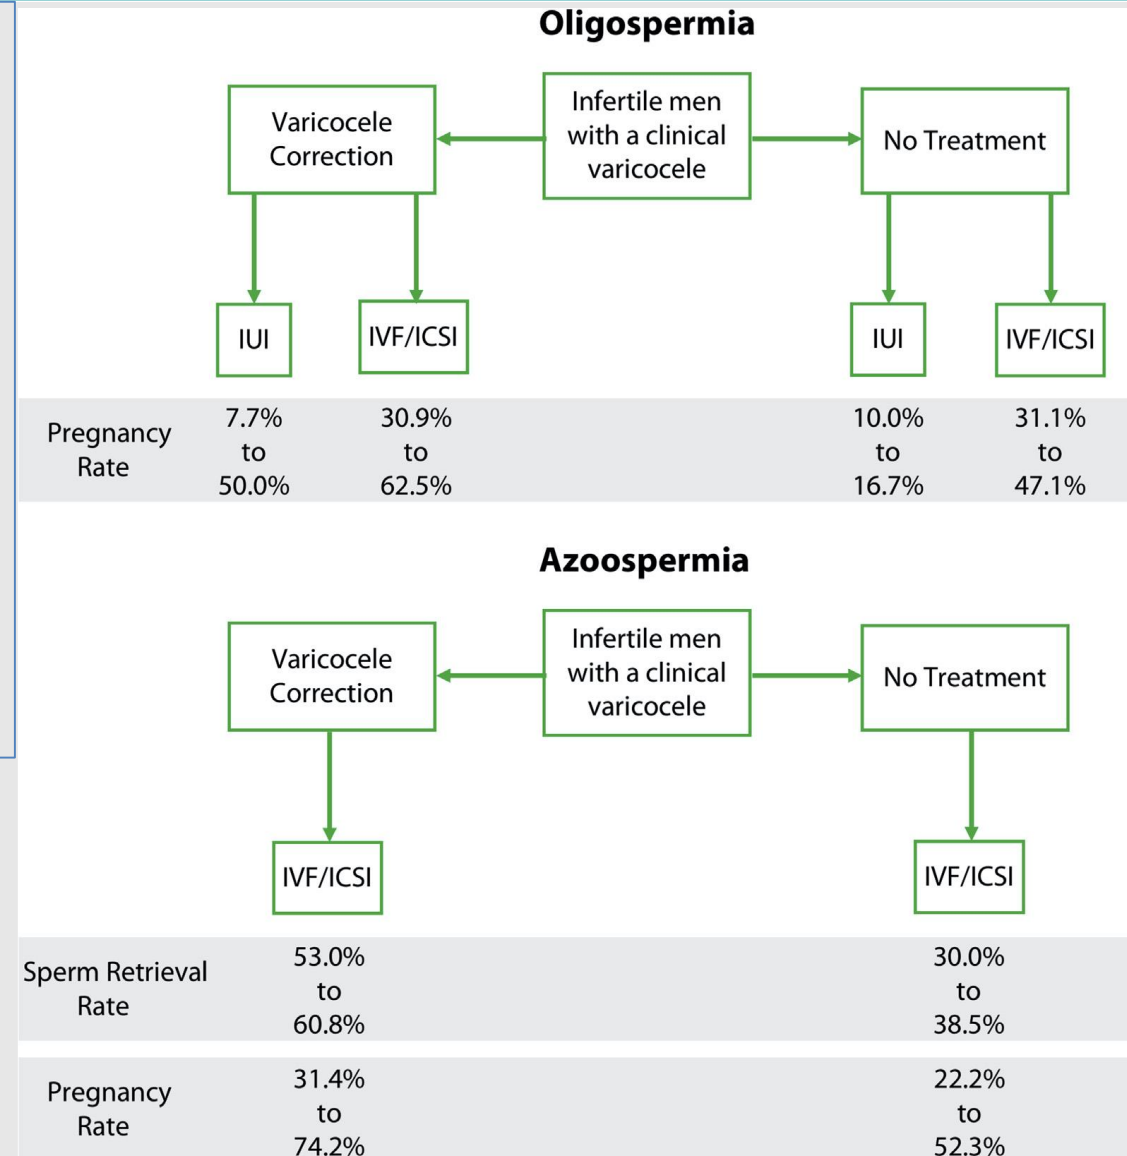 Oligospermia
Varicocele
Correction
Infertile men
with a clinical
varicocele
No Treatment
IUI
IVF/ICSI
IUI
IVF/ICSI
Pregnancy
Rate
7.7%
to
50.0%
30.9%
to
62.5%
10.0%
to
16.7%
31.1%
to
47.1%
Azoospermia
Varicocele
Correction
Infertile men
with a clinical
varicocele
No Treatment
IVF/ICSI
IVF/ICSI
Sperm Retrieval
Rate
53.0%
to
60.8%
30.0%
to
38.5%
Pregnancy
Rate
31.4%
to
74.2%
22.2%
to
52.3%